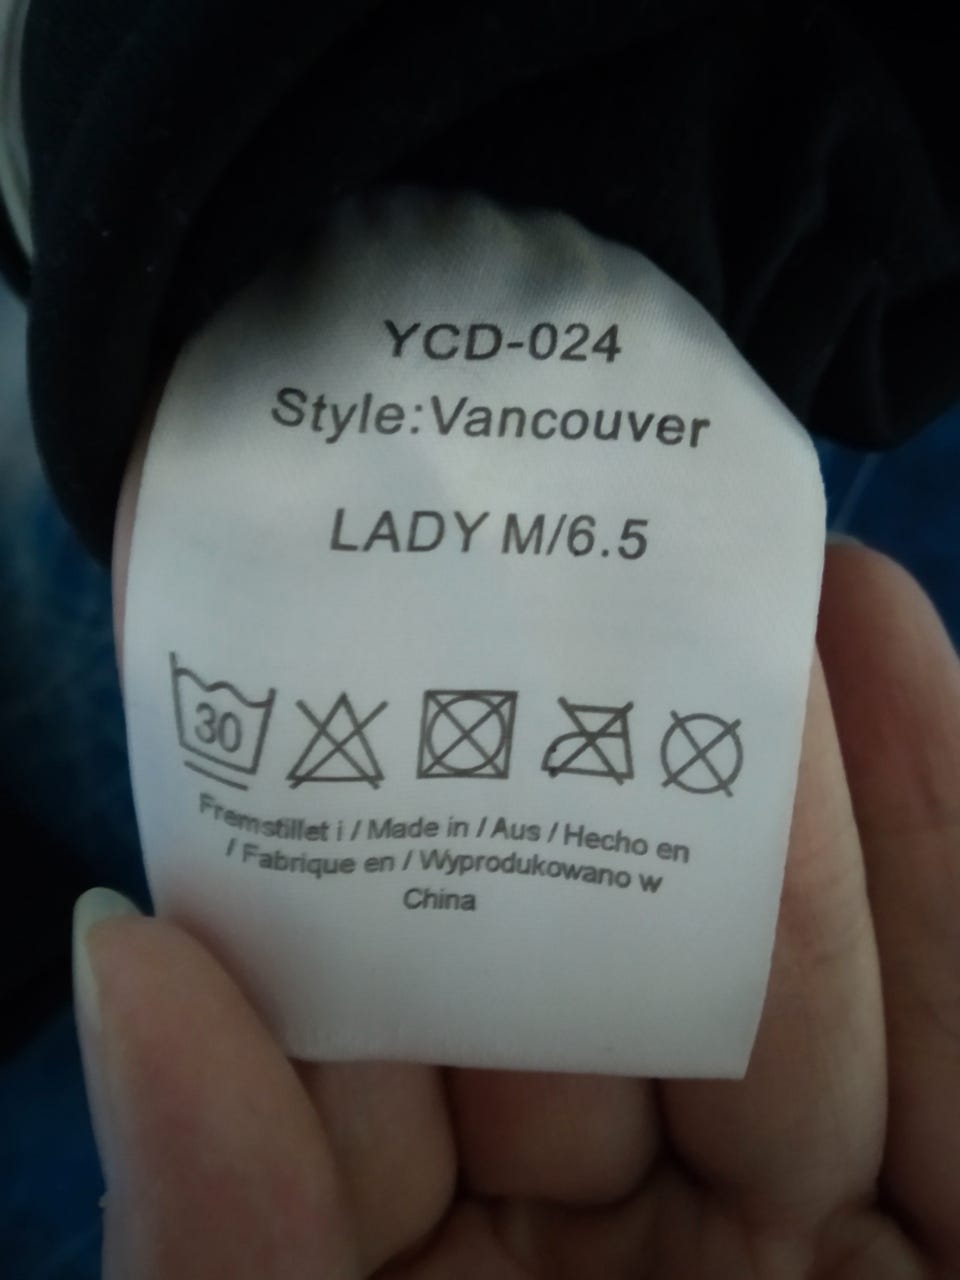 YCD-024
Style:Vancouver
LADY M/6.5
30
Fremstillet i / Made in / Aus / Hecho en
/ Fabrique en / Wyprodukowano w
China